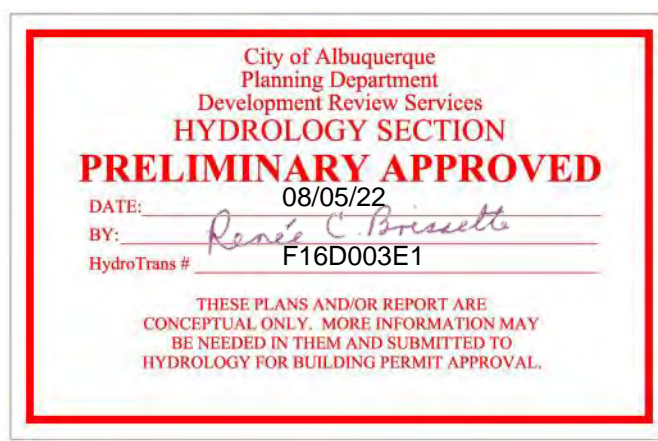 City of Albuquerque
Planning Department
Development Review Services
HYDROLOGY SECTION
PRELIMINARY APPROVED
DATE: 08/05/22
BY: Renée C. Brissette
HydroTrans # F16D003E1
THESE PLANS AND/OR REPORT ARE
CONCEPTUAL ONLY. MORE INFORMATION MAY
BE NEEDED IN THEM AND SUBMITTED TO
HYDROLOGY FOR BUILDING PERMIT APPROVAL.